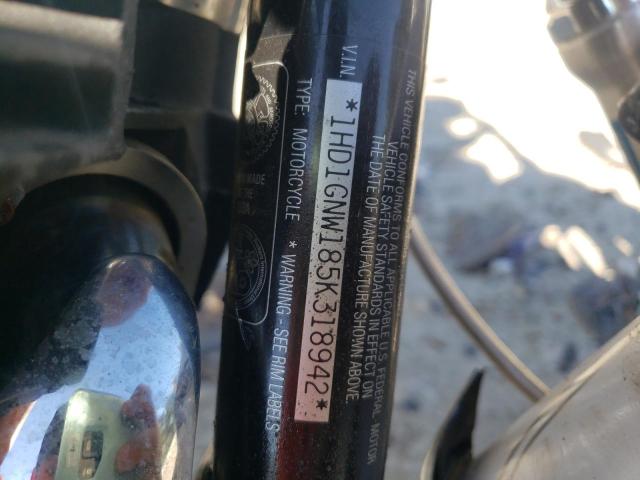 THIS VEHICLE CONFORMS TO ALL APPLICABLE U.S. FEDERAL MOTOR
VEHICLE SAFETY STANDARDS IN EFFECT ON
THE DATE OF MANUFACTURE SHOWN ABOVE.
V.I.N. *1HD1GNW185K318942*
TYPE: MOTORCYCLE * WARNING - SEE RIM LABELS
MADE